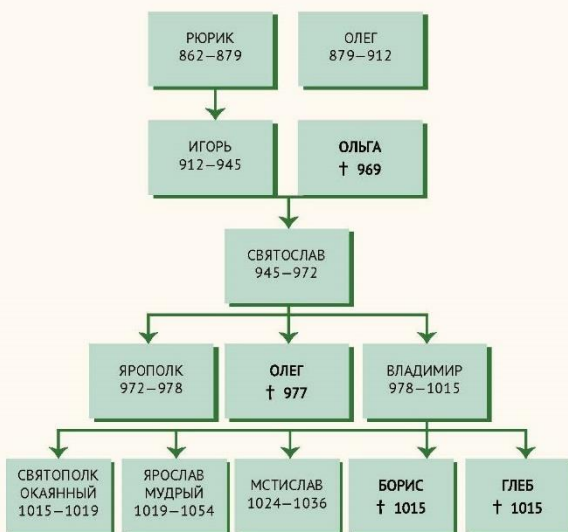 РЮРИК
862—879
ОЛЕГ
879—912
ИГОРЬ
912—945
ОЛЬГА
† 969
СВЯТОСЛАВ
945—972
ЯРОПОЛК
972—978
ОЛЕГ
† 977
ВЛАДИМИР
978—1015
СВЯТОПОЛК
ОКАЯННЫЙ
1015—1019
ЯРОСЛАВ
МУДРЫЙ
1019—1054
МСТИСЛАВ
1024—1036
БОРИС
† 1015
ГЛЕБ
† 1015